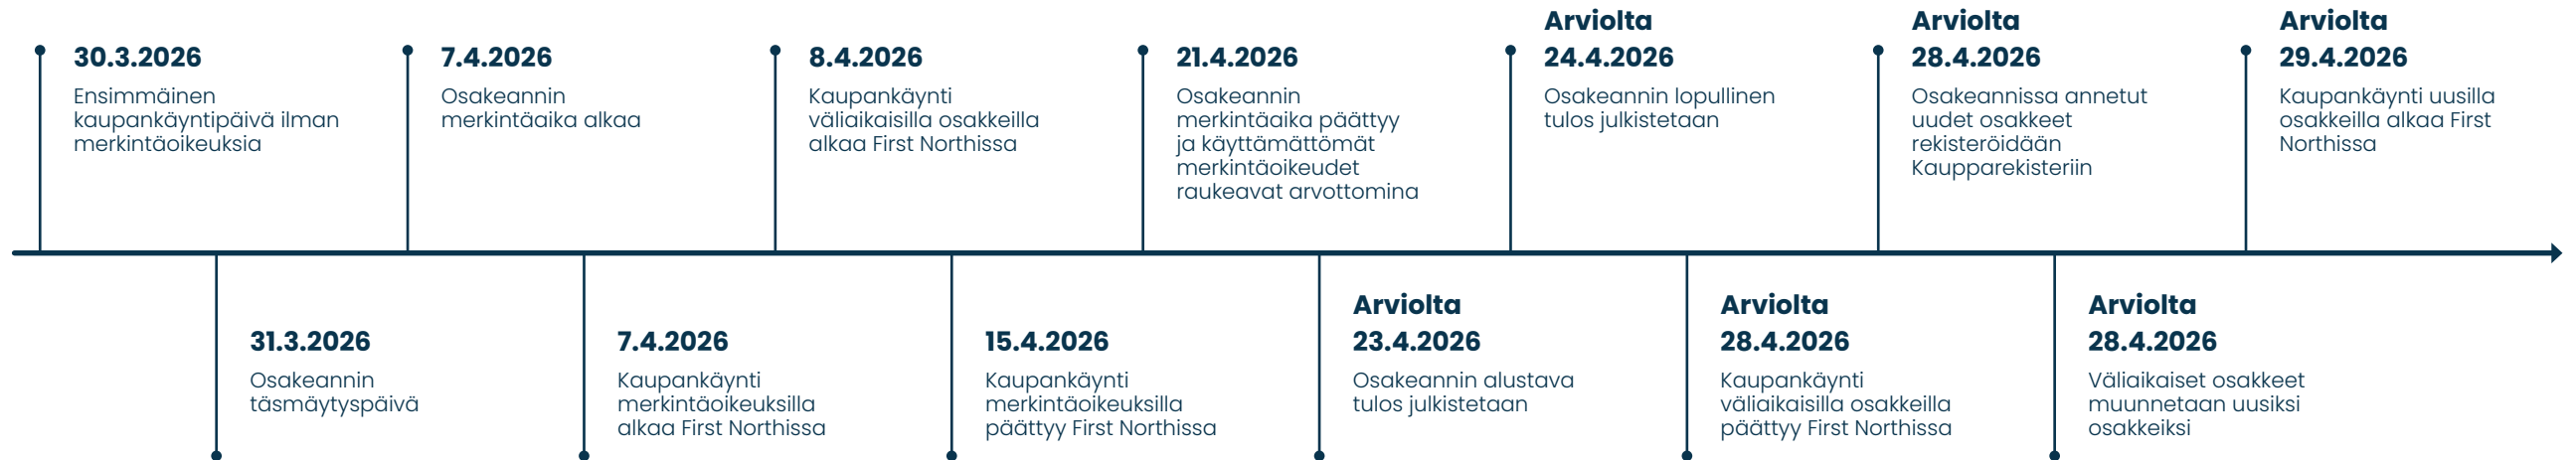 30.3.2026
Ensimmäinen
kaupankäyntipäivä ilman
merkintäoikeuksia
31.3.2026
Osakeannin
täsmäytyspäivä
7.4.2026
Osakeannin
merkintäaika alkaa
7.4.2026
Kaupankäynti
merkintäoikeuksilla
alkaa First Northissa
8.4.2026
Kaupankäynti
väliaikaisilla osakkeilla
alkaa First Northissa
15.4.2026
Kaupankäynti
merkintäoikeuksilla
päättyy First Northissa
21.4.2026
Osakeannin
merkintäaika päättyy
ja käyttämättömät
merkintäoikeudet
raukeavat arvottomina
Arviolta
23.4.2026
Osakeannin alustava
tulos julkistetaan
Arviolta
24.4.2026
Osakeannin lopullinen
tulos julkistetaan
Arviolta
28.4.2026
Kaupankäynti
väliaikaisilla osakkeilla
päättyy First Northissa
Arviolta
28.4.2026
Osakeannissa annetut
uudet osakkeet
rekisteröidään
Kaupparekisteriin
Arviolta
28.4.2026
Väliaikaiset osakkeet
muunnetaan uusiksi
osakkeiksi
Arviolta
29.4.2026
Kaupankäynti uusilla
osakkeilla alkaa First
Northissa